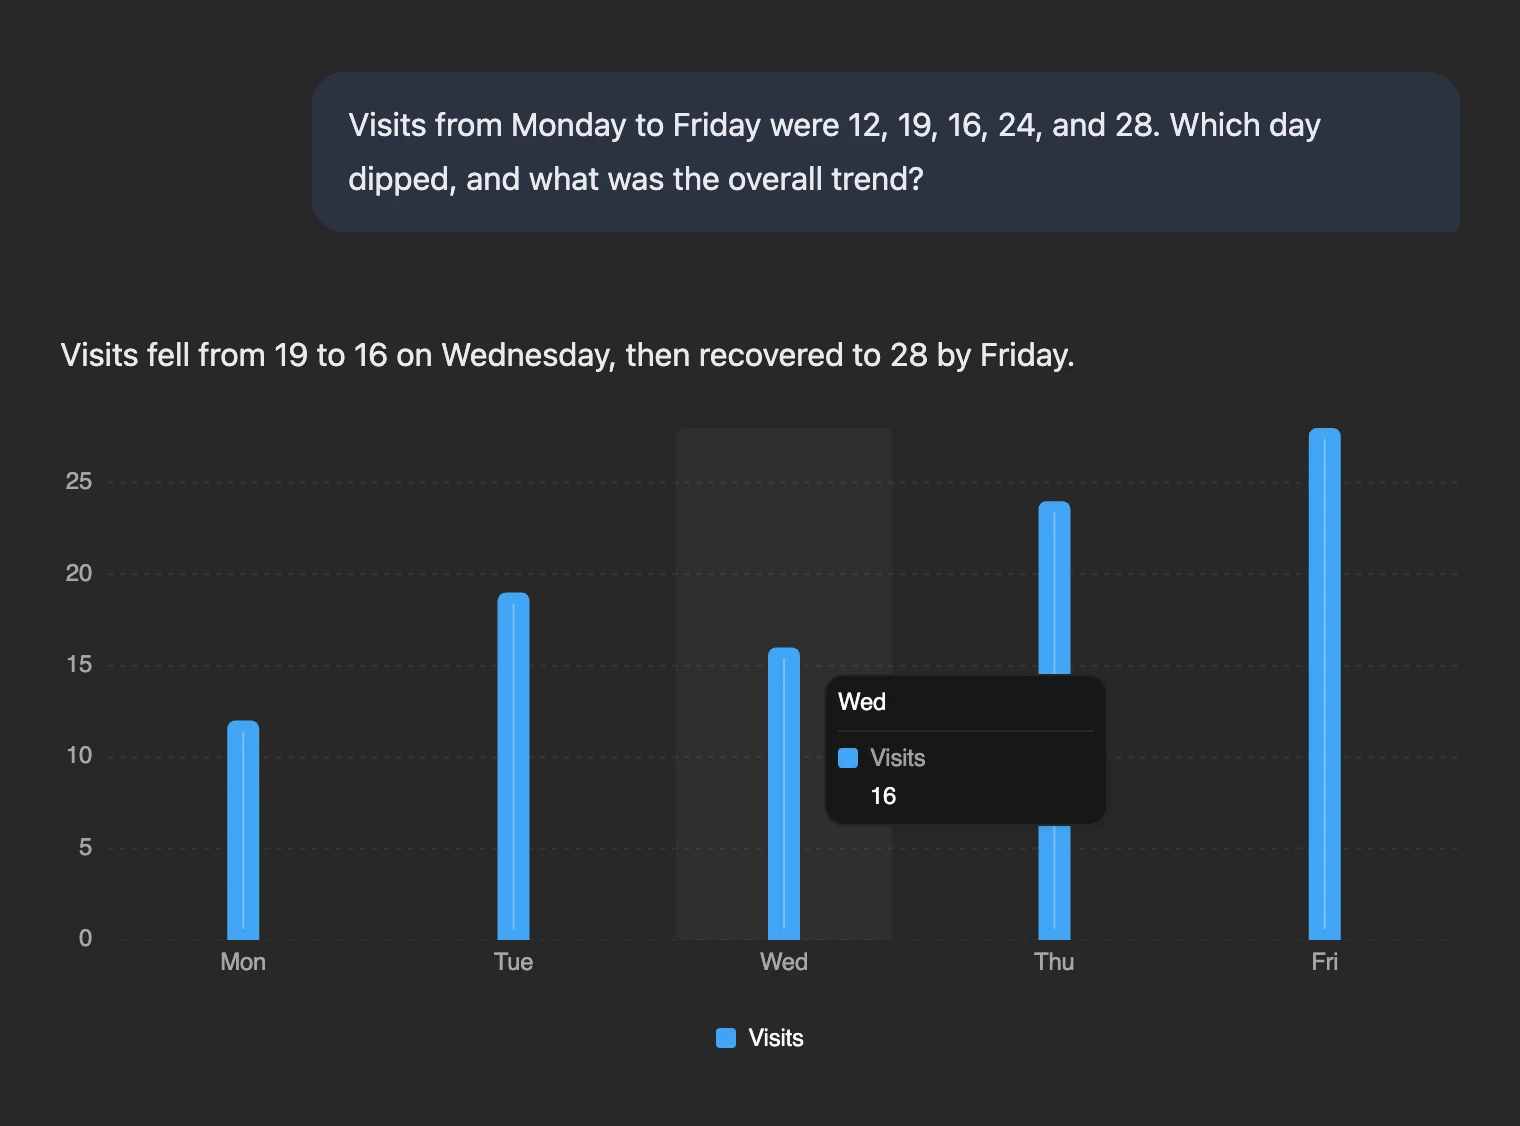 Visits from Monday to Friday were 12, 19, 16, 24, and 28. Which day
dipped, and what was the overall trend?
Visits fell from 19 to 16 on Wednesday, then recovered to 28 by Friday.
25
20
15
10
5
0
Wed
Visits
16
Mon
Tue
Wed
Thu
Fri
Visits